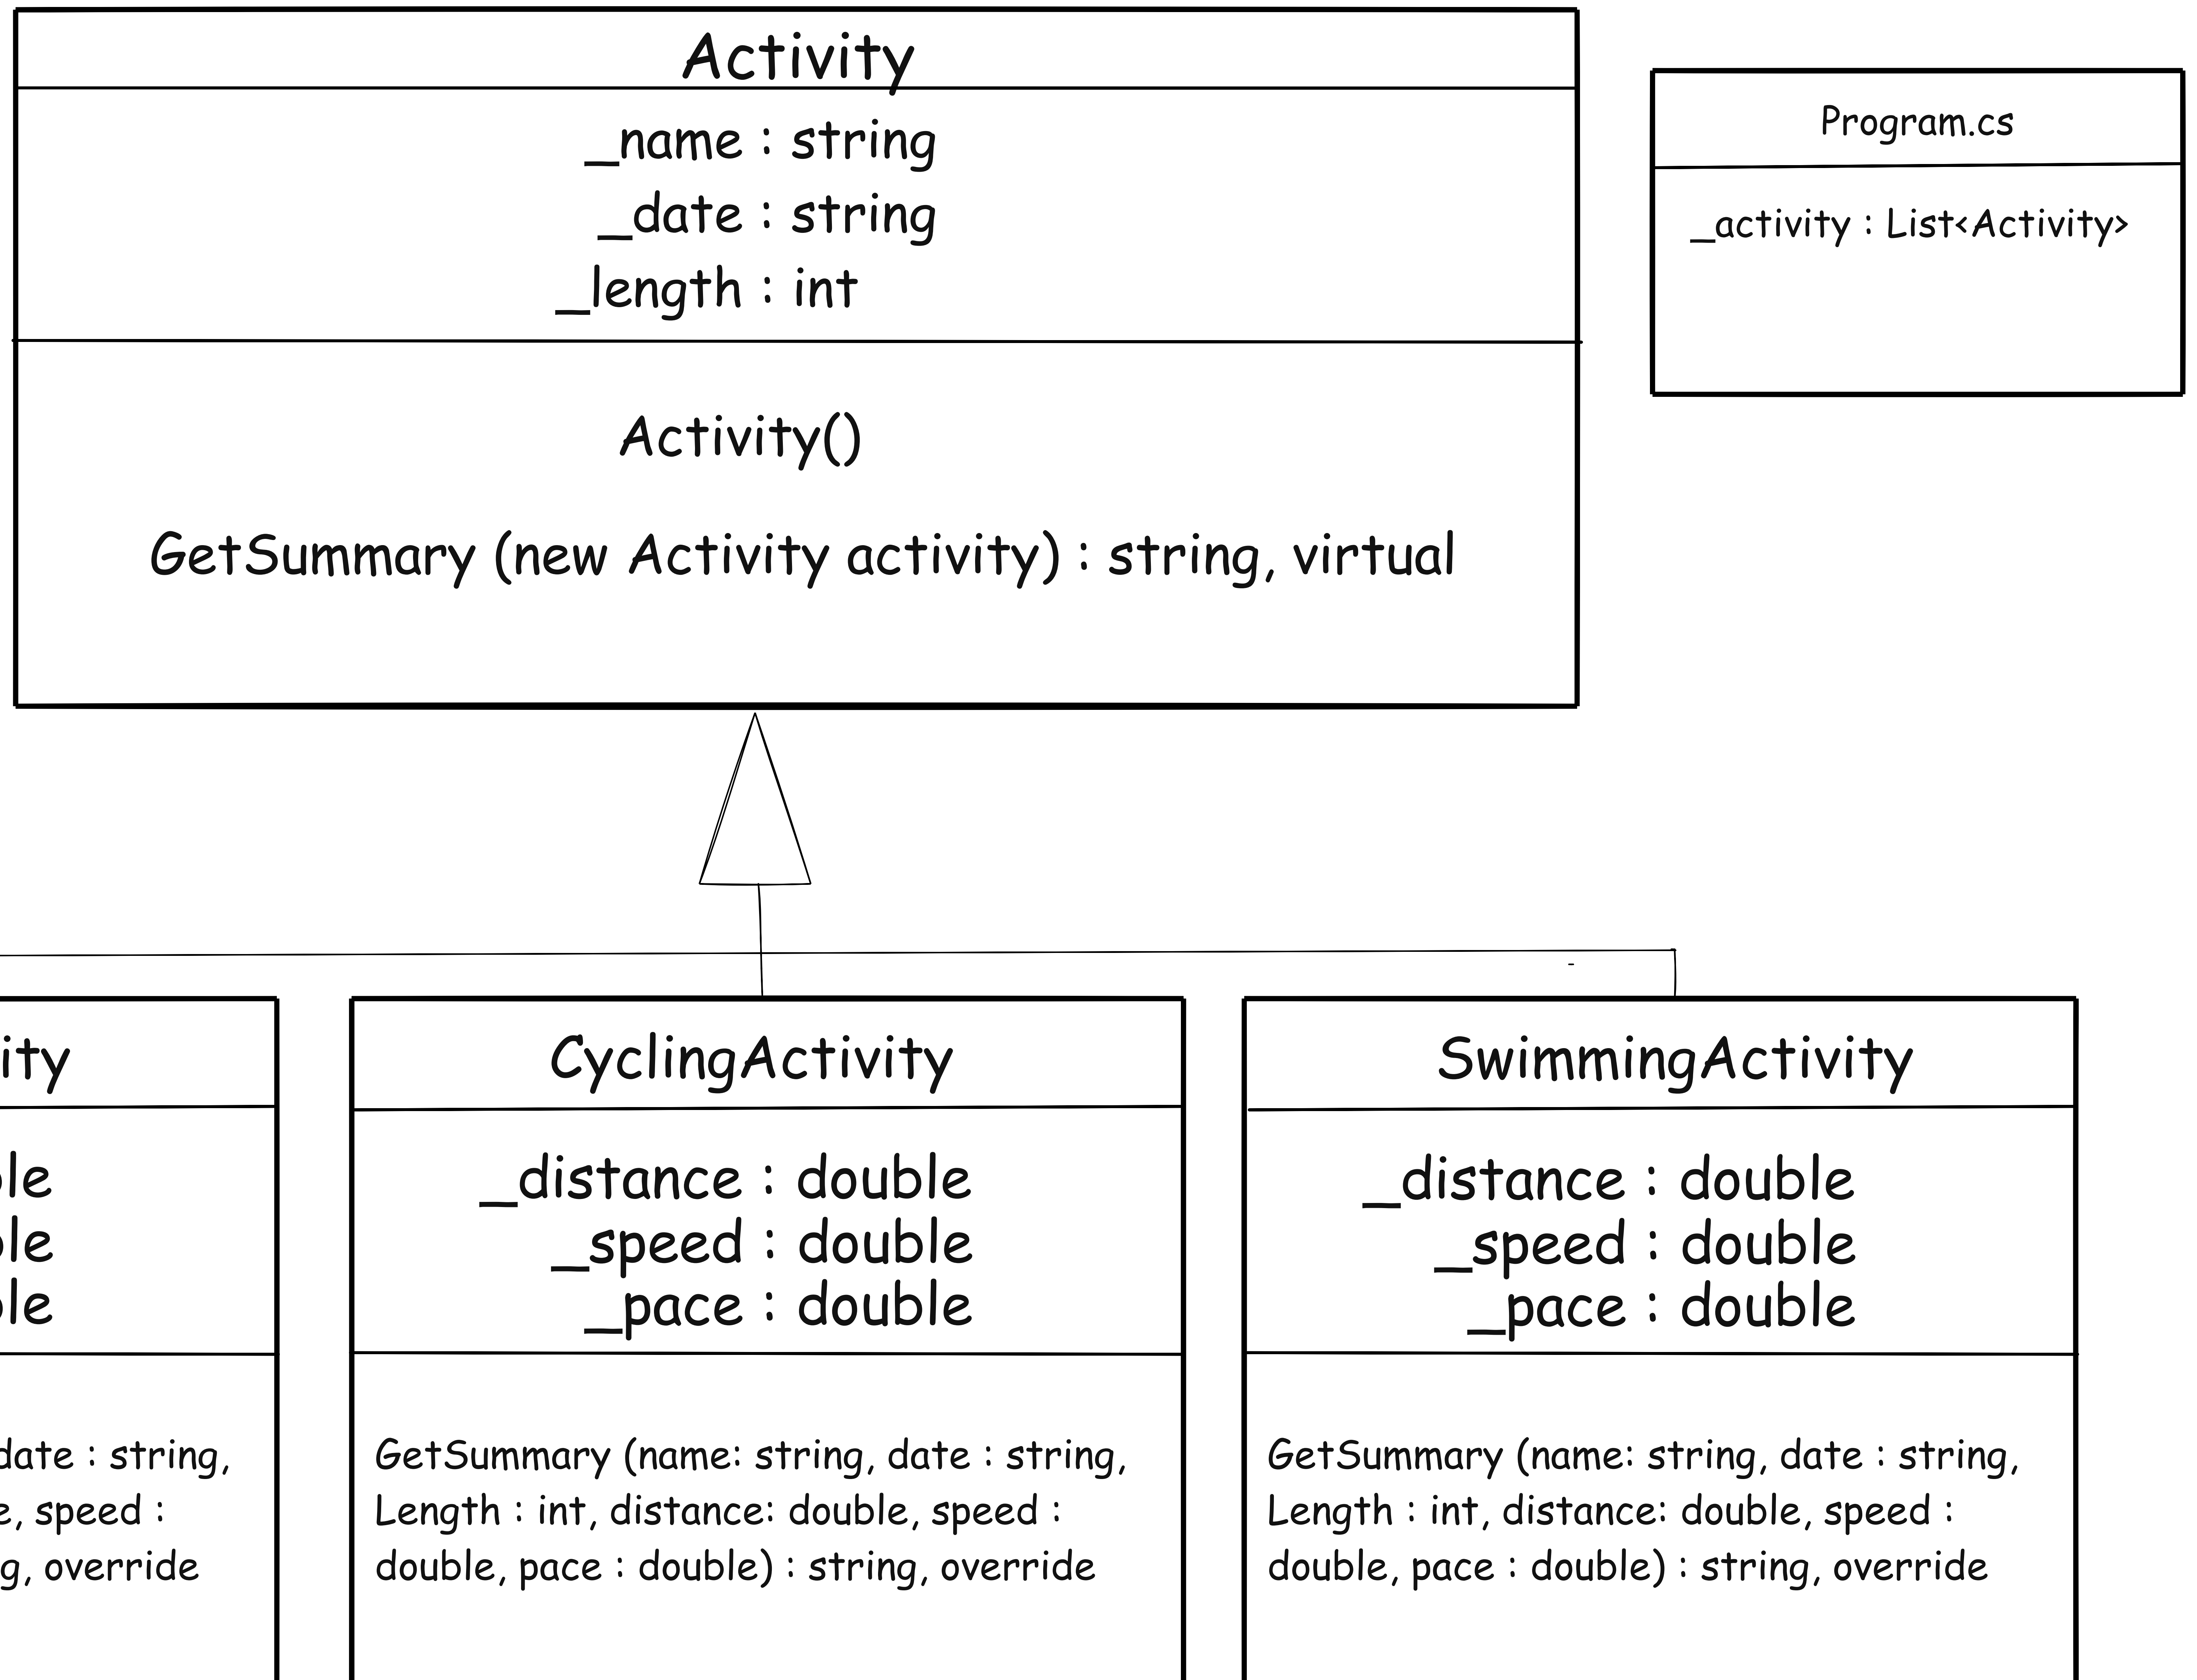 Activity
_name : string
_date : string
_length : int
Activity()
GetSummary (new Activity activity) : string, virtual
Program.cs
_activity : List<Activity>
ity
le
le
le
date : string,
e, speed :
g, override
CyclingActivity
_distance : double
_speed : double
_pace : double
GetSummary (name: string, date : string,
Length : int, distance: double, speed :
double, pace : double) : string, override
SwimmingActivity
_distance : double
_speed : double
_pace : double
GetSummary (name: string, date : string,
Length : int, distance: double, speed :
double, pace : double) : string, override